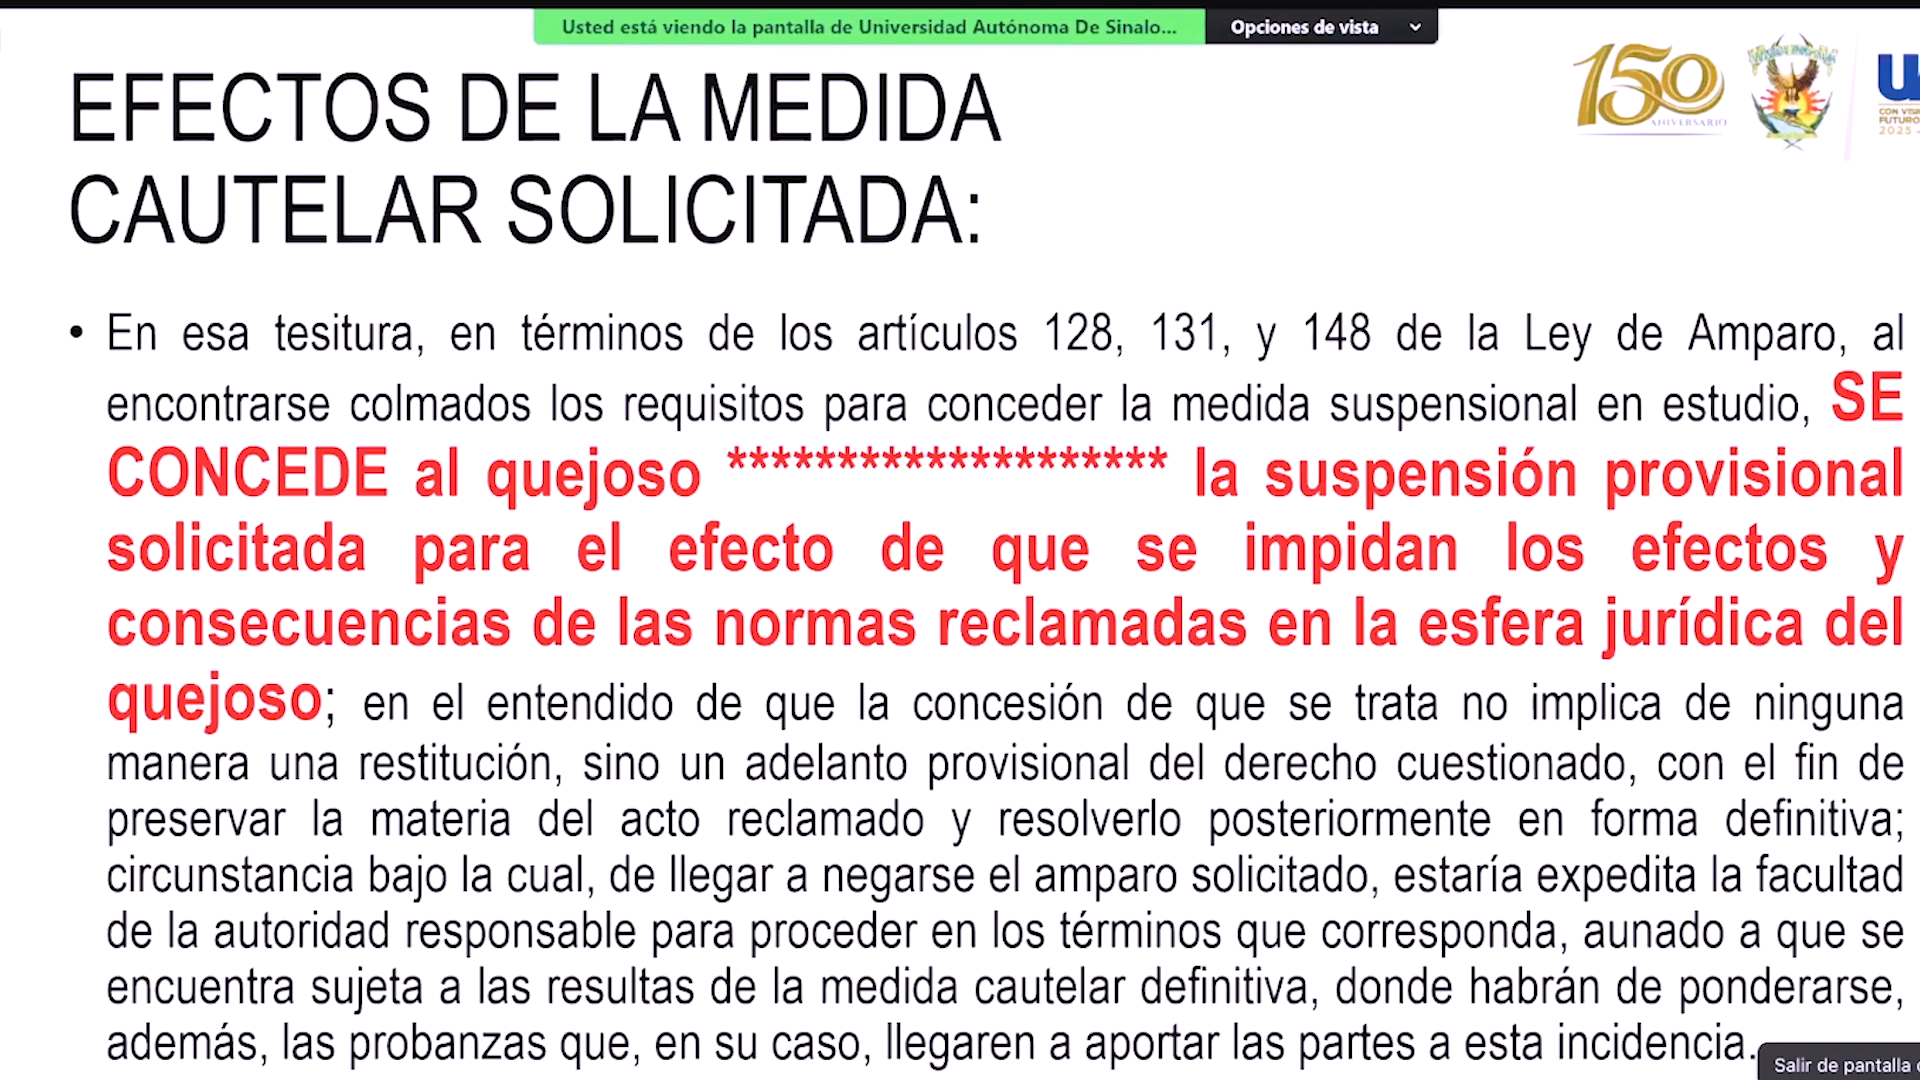 Usted está viendo la pantalla de Universidad Autónoma De Sinalo...
Opciones de vista
EFECTOS DE LA MEDIDA
CAUTELAR SOLICITADA:
150
ANIVERSARIO
CON
FUTURO
2025 -
• En esa tesitura, en términos de los artículos 128, 131, y 148 de la Ley de Amparo, al
encontrarse colmados los requisitos para conceder la medida suspensional en estudio, SE
CONCEDE al quejoso ******************** la suspensión provisional
solicitada para el efecto de que se impidan los efectos y
consecuencias de las normas reclamadas en la esfera jurídica del
quejoso; en el entendido de que la concesión de que se trata no implica de ninguna
manera una restitución, sino un adelanto provisional del derecho cuestionado, con el fin de
preservar la materia del acto reclamado y resolverlo posteriormente en forma definitiva;
circunstancia bajo la cual, de llegar a negarse el amparo solicitado, estaría expedita la facultad
de la autoridad responsable para proceder en los términos que corresponda, aunado a que se
encuentra sujeta a las resultas de la medida cautelar definitiva, donde habrán de ponderarse,
además, las probanzas que, en su caso, llegaren a aportar las partes a esta incidencia.
Salir de pantalla